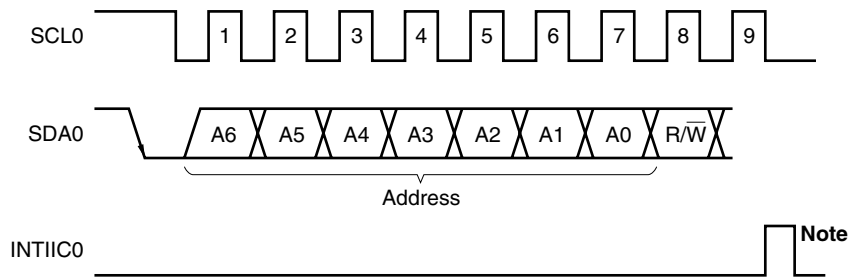 SCL0 1 2 3 4 5 6 7 8 9
SDA0 A6 A5 A4 A3 A2 A1 A0 R/W̅
Address
INTIIC0 Note